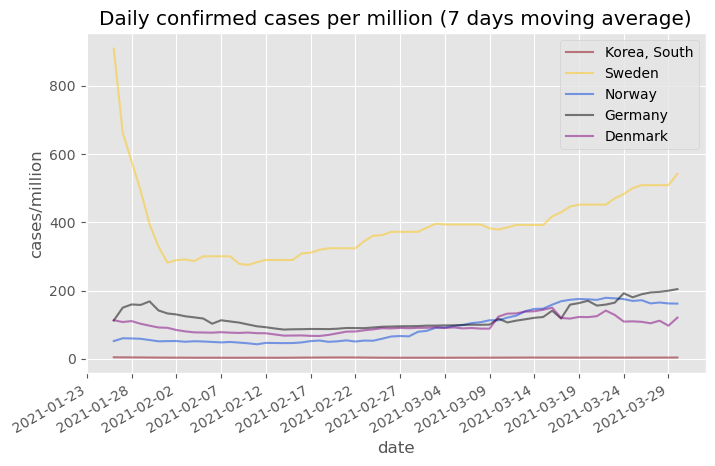 Daily confirmed cases per million (7 days moving average)
Korea, South
Sweden
Norway
Germany
Denmark
cases/million
800
600
400
200
0
2021-01-23
2021-01-28
2021-02-02
2021-02-07
2021-02-12
2021-02-17
2021-02-22
2021-02-27
2021-03-04
2021-03-09
2021-03-14
2021-03-19
2021-03-24
2021-03-29
date